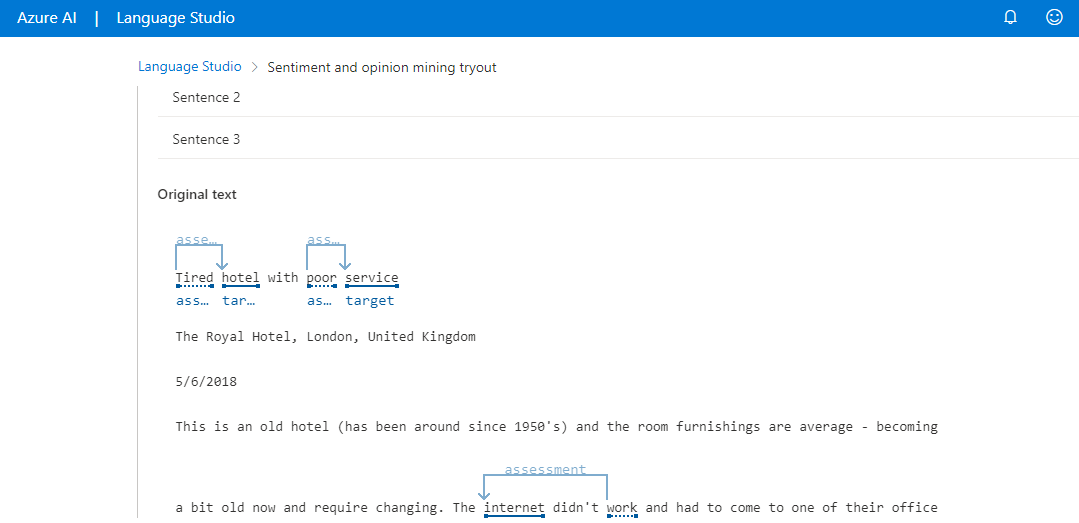 Azure AI | Language Studio
Language Studio > Sentiment and opinion mining tryout
Sentence 2
Sentence 3
Original text
asse… ass…
Tired hotel with poor service
ass… tar… as… target
The Royal Hotel, London, United Kingdom
5/6/2018
This is an old hotel (has been around since 1950's) and the room furnishings are average - becoming
assessment
a bit old now and require changing. The internet didn't work and had to come to one of their office